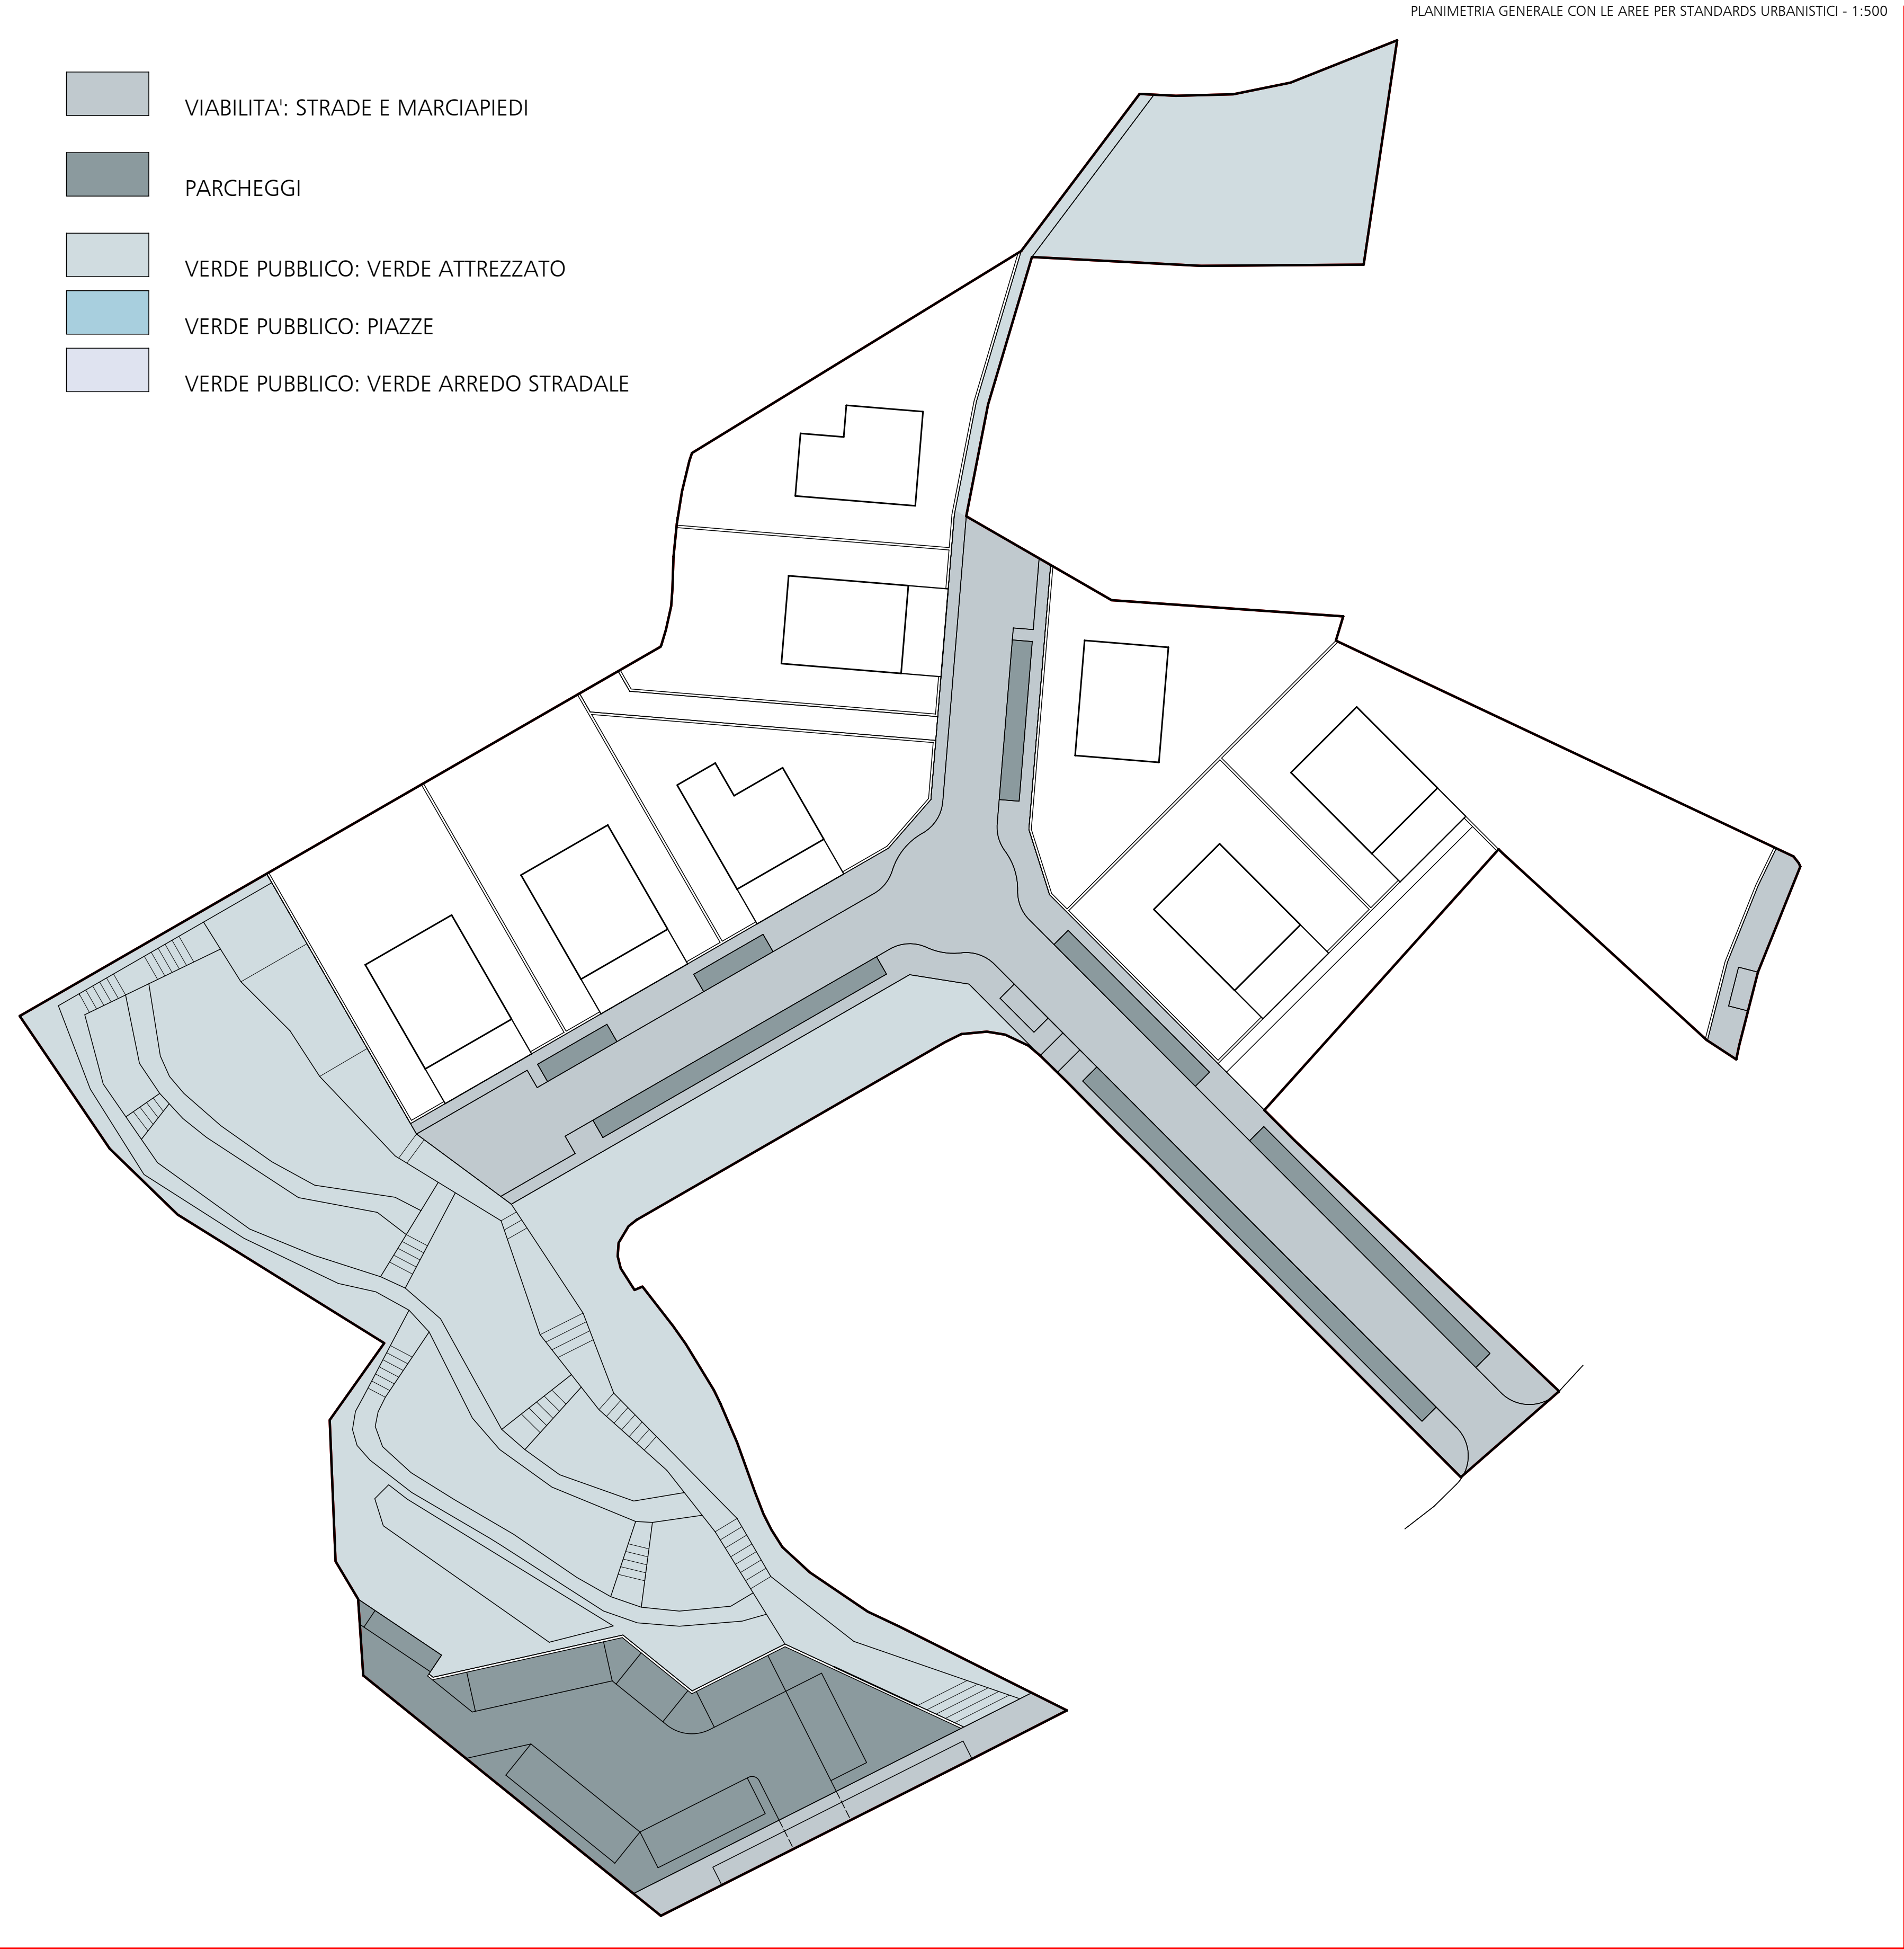 PLANIMETRIA GENERALE CON LE AREE PER STANDARDS URBANISTICI - 1:500
VIABILITA': STRADE E MARCIAPIEDI
PARCHEGGI
VERDE PUBBLICO: VERDE ATTREZZATO
VERDE PUBBLICO: PIAZZE
VERDE PUBBLICO: VERDE ARREDO STRADALE